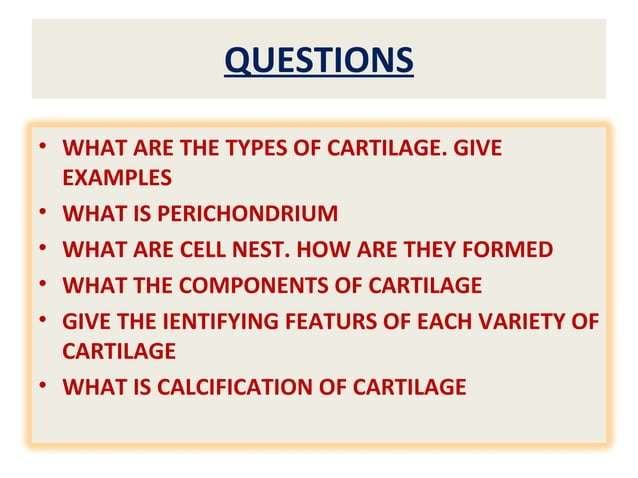 QUESTIONS
• WHAT ARE THE TYPES OF CARTILAGE. GIVE
EXAMPLES
• WHAT IS PERICHONDRIUM
• WHAT ARE CELL NEST. HOW ARE THEY FORMED
• WHAT THE COMPONENTS OF CARTILAGE
• GIVE THE IENTIFYING FEATURS OF EACH VARIETY OF
CARTILAGE
• WHAT IS CALCIFICATION OF CARTILAGE